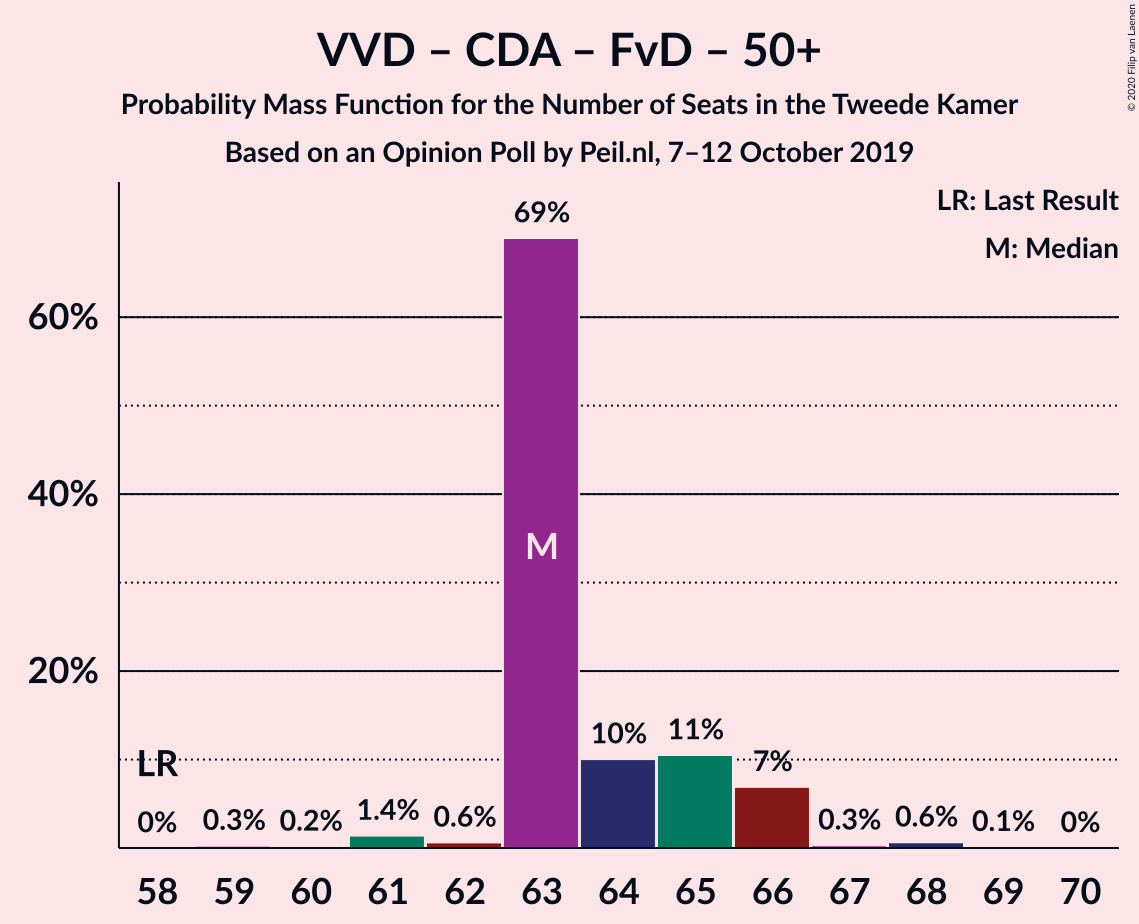 VVD – CDA – FvD – 50+
Probability Mass Function for the Number of Seats in the Tweede Kamer
Based on an Opinion Poll by Peil.nl, 7–12 October 2019
© 2020 Filip van Laenen
LR: Last Result
M: Median
69%
60%
40%
M
20%
LR
10%
11%
7%
0%
0.3%
0.2%
1.4%
0.6%
0.3%
0.6%
0.1%
0%
58 59 60 61 62 63 64 65 66 67 68 69 70